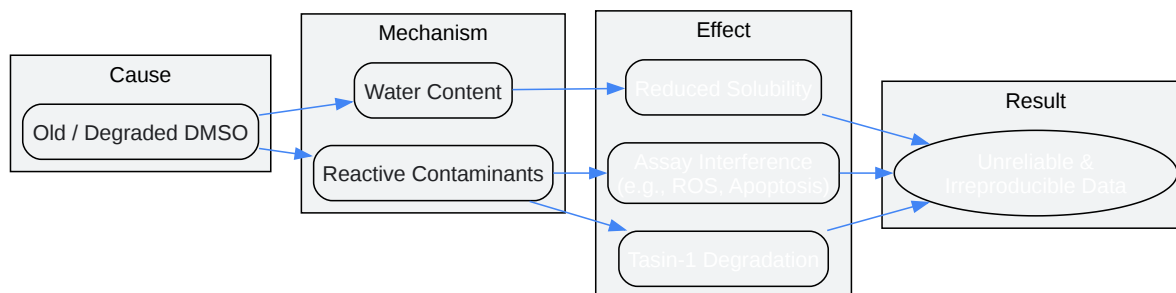 Cause
Old / Degraded DMSO
Mechanism
Water Content
Reactive Contaminants
Effect
Reduced Solubility
Assay Interference
(e.g., ROS, Apoptosis)
Tasin-1 Degradation
Result
Unreliable &
Irreproducible Data